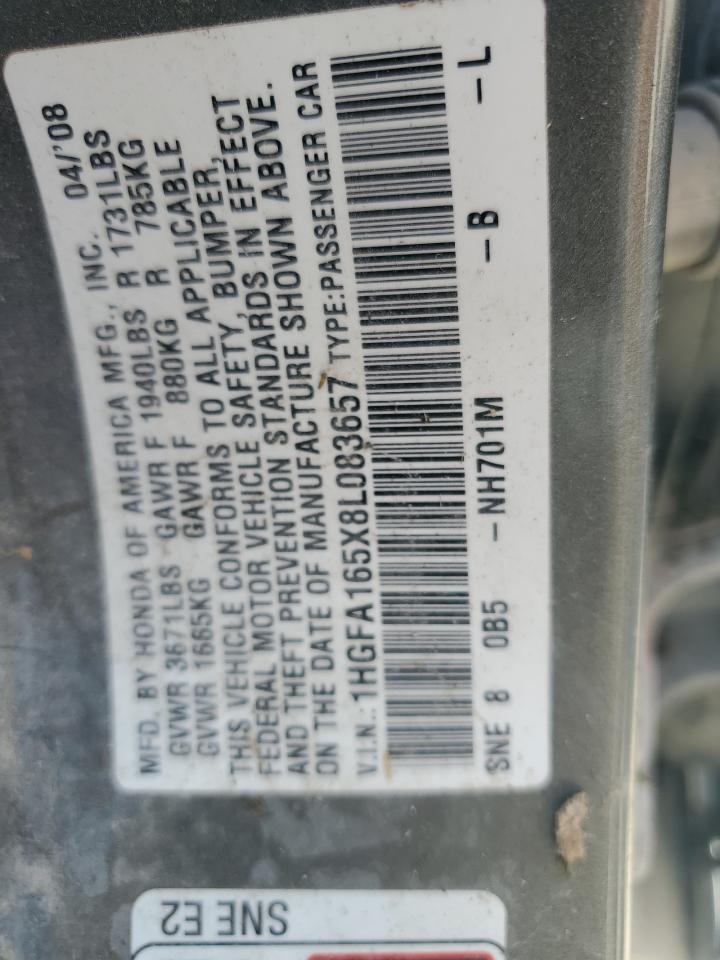 MFD. BY HONDA OF AMERICA MFG., INC. 04/'08
GVWR 3671LBS GAWR F 1940LBS R 1731LBS
GVWR 1665KG GAWR F 880KG R 785KG
THIS VEHICLE CONFORMS TO ALL APPLICABLE
FEDERAL MOTOR VEHICLE SAFETY, BUMPER,
AND THEFT PREVENTION STANDARDS IN EFFECT
ON THE DATE OF MANUFACTURE SHOWN ABOVE.
V.I.N.: 1HGFA165X8L083657 TYPE:PASSENGER CAR
SNE 8 0B5 -NH701M -B -L
SNE E2